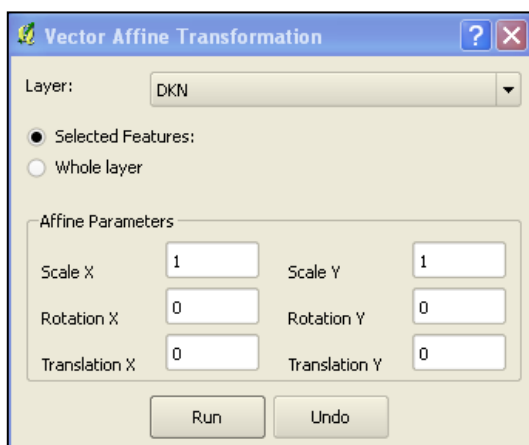 Vector Affine Transformation
Layer: DKN
Selected Features:
Whole layer
Affine Parameters
Scale X 1 Scale Y 1
Rotation X 0 Rotation Y 0
Translation X 0 Translation Y 0
Run Undo